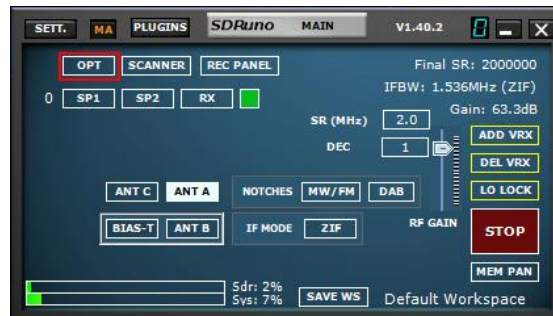 SETT. MA PLUGINS SDRuno MAIN V1.40.2 8
OPT SCANNER REC PANEL Final SR: 2000000
IFBW: 1.536MHz (ZIF)
0 SP1 SP2 RX Gain: 63.3dB
SR (MHz) 2.0 ADD VRX
DEC 1 DEL VRX
ANT C ANT A NOTCHES MW/FM DAB LO LOCK
BIAS-T ANT B IF MODE ZIF RF GAIN STOP
MEM PAN
Sdr: 2%
Sys: 7% SAVE WS Default Workspace